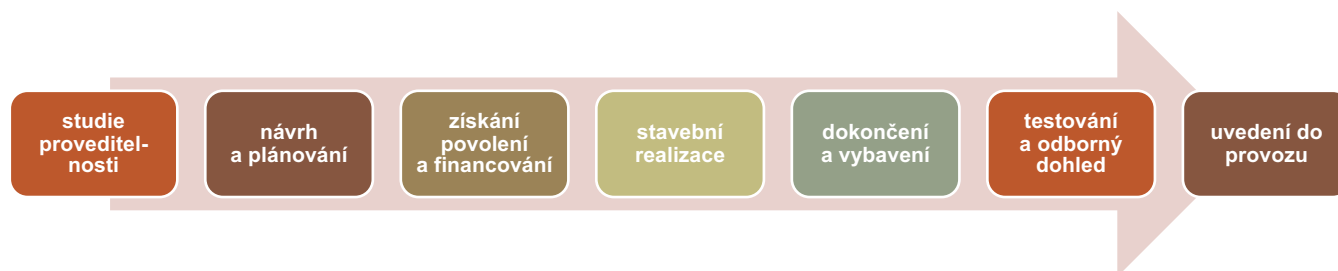 studie
proveditel-
nosti
návrh
a plánování
získání
povolení
a financování
stavební
realizace
dokončení
a vybavení
testování
a odborný
dohled
uvedení do
provozu